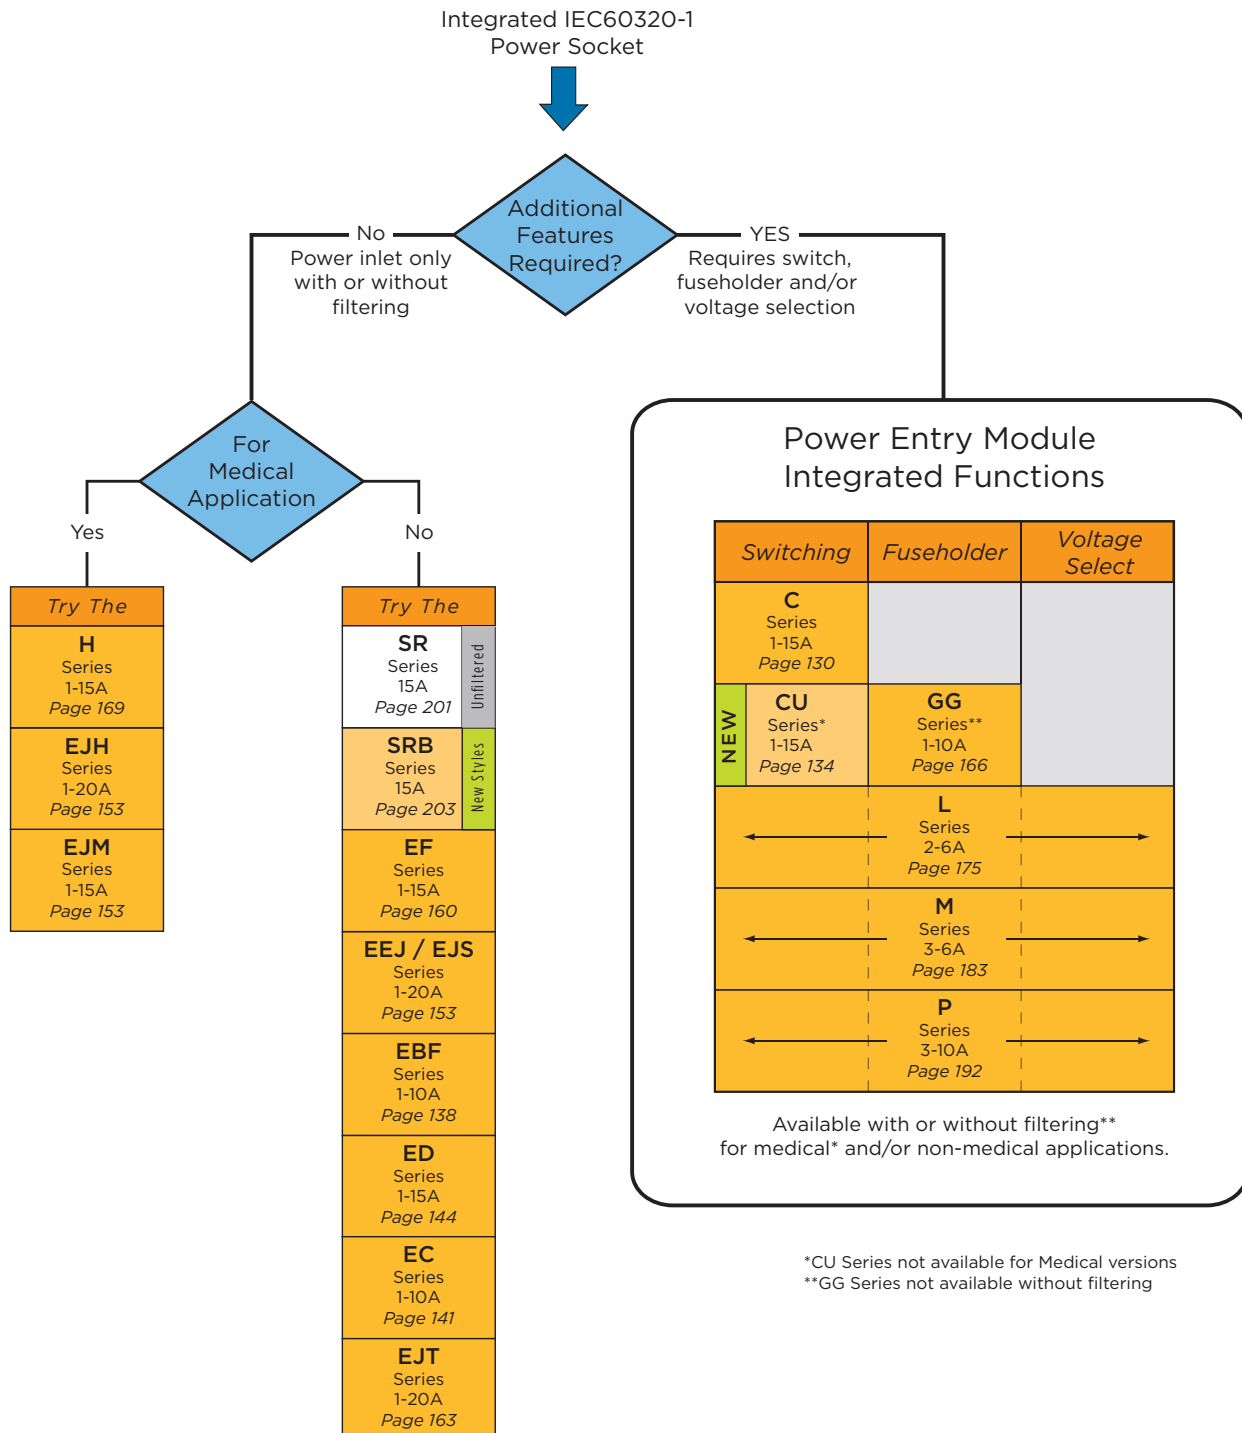 Integrated IEC60320-1
Power Socket
Additional
Features
Required?
No
Power inlet only
with or without
filtering
YES
Requires switch,
fuseholder and/or
voltage selection
For
Medical
Application
Yes
No
Try The
H
Series
1-15A
Page 169
EJH
Series
1-20A
Page 153
EJM
Series
1-15A
Page 153
Try The
SR
Series
15A
Page 201
Unfiltered
SRB
Series
15A
Page 203
New Styles
EF
Series
1-15A
Page 160
EEJ / EJS
Series
1-20A
Page 153
EBF
Series
1-10A
Page 138
ED
Series
1-15A
Page 144
EC
Series
1-10A
Page 141
EJT
Series
1-20A
Page 163
Power Entry Module
Integrated Functions
Switching
Fuseholder
Voltage
Select
C
Series
1-15A
Page 130
NEW
CU
Series*
1-15A
Page 134
GG
Series**
1-10A
Page 166
L
Series
2-6A
Page 175
M
Series
3-6A
Page 183
P
Series
3-10A
Page 192
Available with or without filtering**
for medical* and/or non-medical applications.
*CU Series not available for Medical versions
**GG Series not available without filtering